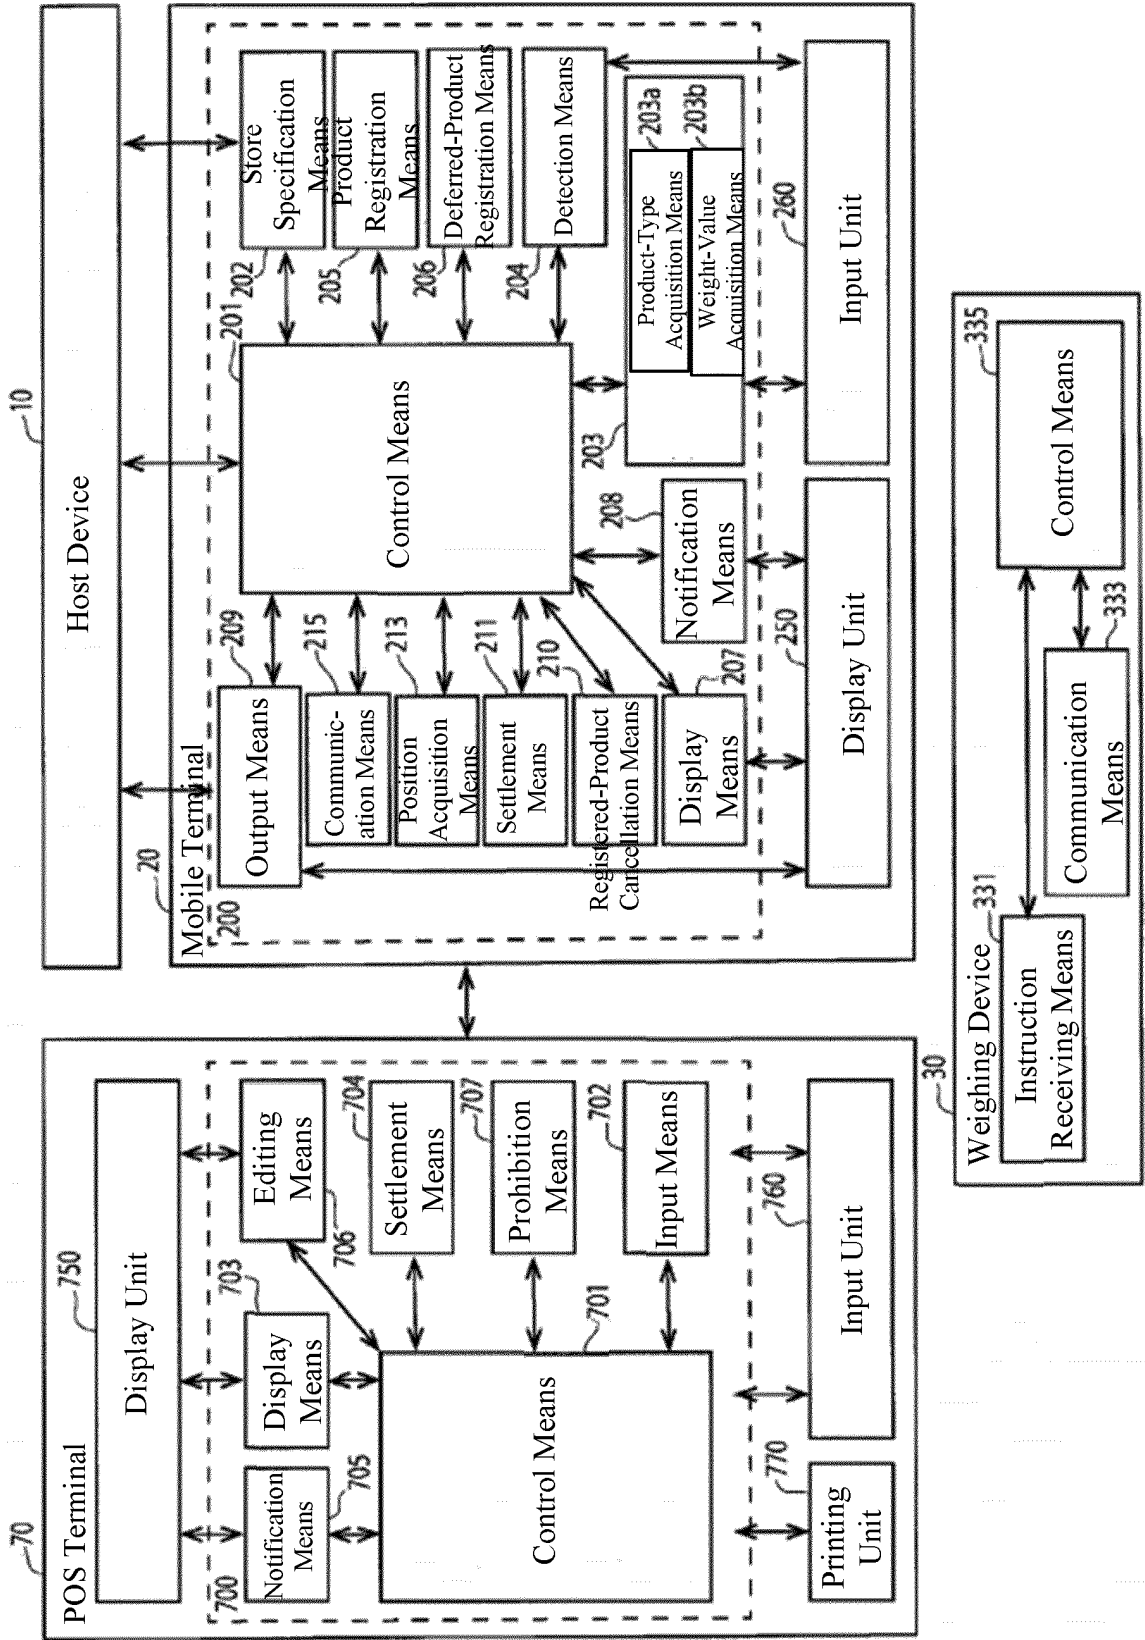 10
Host Device
20
Mobile Terminal
200
209
Output Means
215
Communic-
ation Means
213
Position
Acquisition
Means
211
Settlement
Means
210
Registered-Product
Cancellation Means
207
Display
Means
208
Notification
Means
201
Control Means
202
Store
Specification
Means
205
Product
Registration
Means
206
Deferred-Product
Registration Means
204
Detection Means
203
203a
Product-Type
Acquisition Means
203b
Weight-Value
Acquisition Means
250
Display Unit
260
Input Unit
70
POS Terminal
750
Display Unit
700
705
Notification
Means
703
Display
Means
706
Editing
Means
704
Settlement
Means
707
Prohibition
Means
702
Input Means
701
Control Means
770
Printing
Unit
760
Input Unit
30
Weighing Device
331
Instruction
Receiving Means
333
Communication
Means
335
Control Means